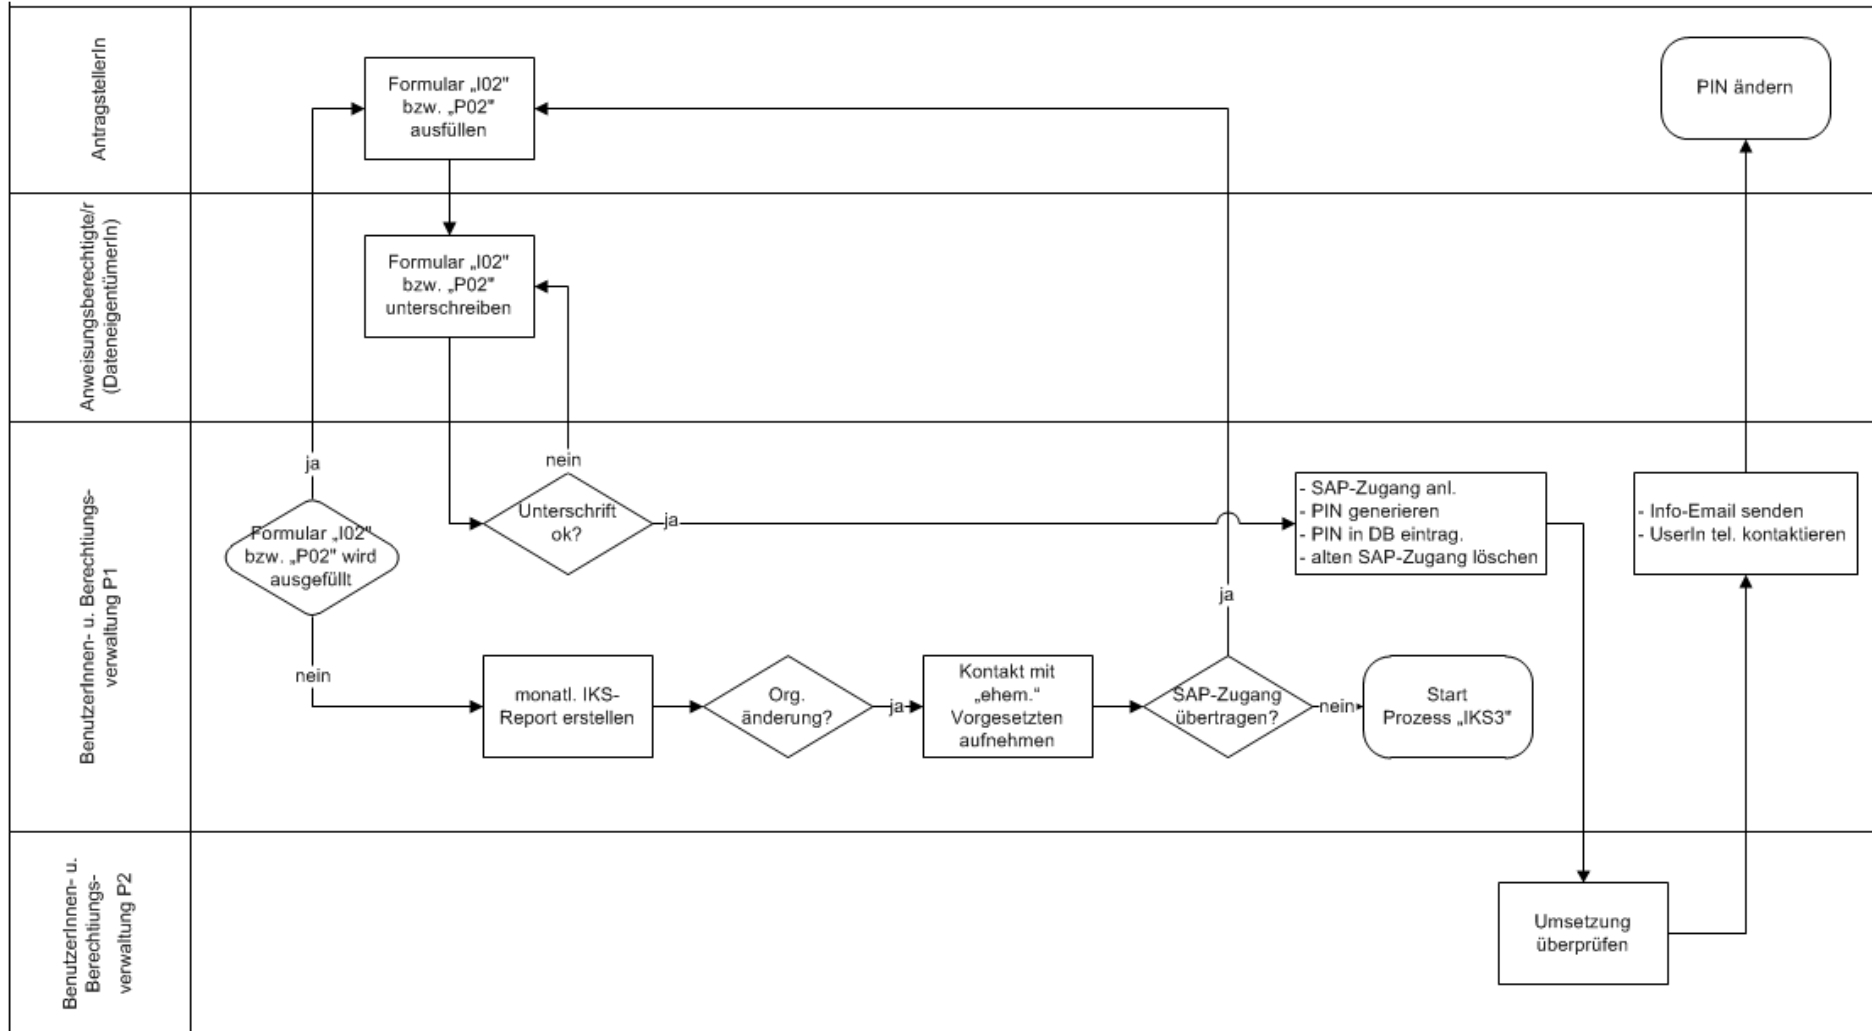 AntragstellerIn
Formular „I02"
bzw. „P02"
ausfüllen
PIN ändern
Anweisungsberechtigte/r
(DateneigentümerIn)
Formular „I02"
bzw. „P02"
unterschreiben
BenutzerInnen- u. Berechtiungs-
verwaltung P1
ja
Formular „I02"
bzw. „P02" wird
ausgefüllt
nein
nein
Unterschrift
ok?
ja
- SAP-Zugang anl.
- PIN generieren
- PIN in DB eintrag.
- alten SAP-Zugang löschen
- Info-Email senden
- UserIn tel. kontaktieren
monatl. IKS-
Report erstellen
Org.
änderung?
ja
Kontakt mit
„ehem.“
Vorgesetzten
aufnehmen
ja
SAP-Zugang
übertragen?
nein
Start
Prozess „IKS3"
BenutzerInnen- u.
Berechtiungs-
verwaltung P2
Umsetzung
überprüfen